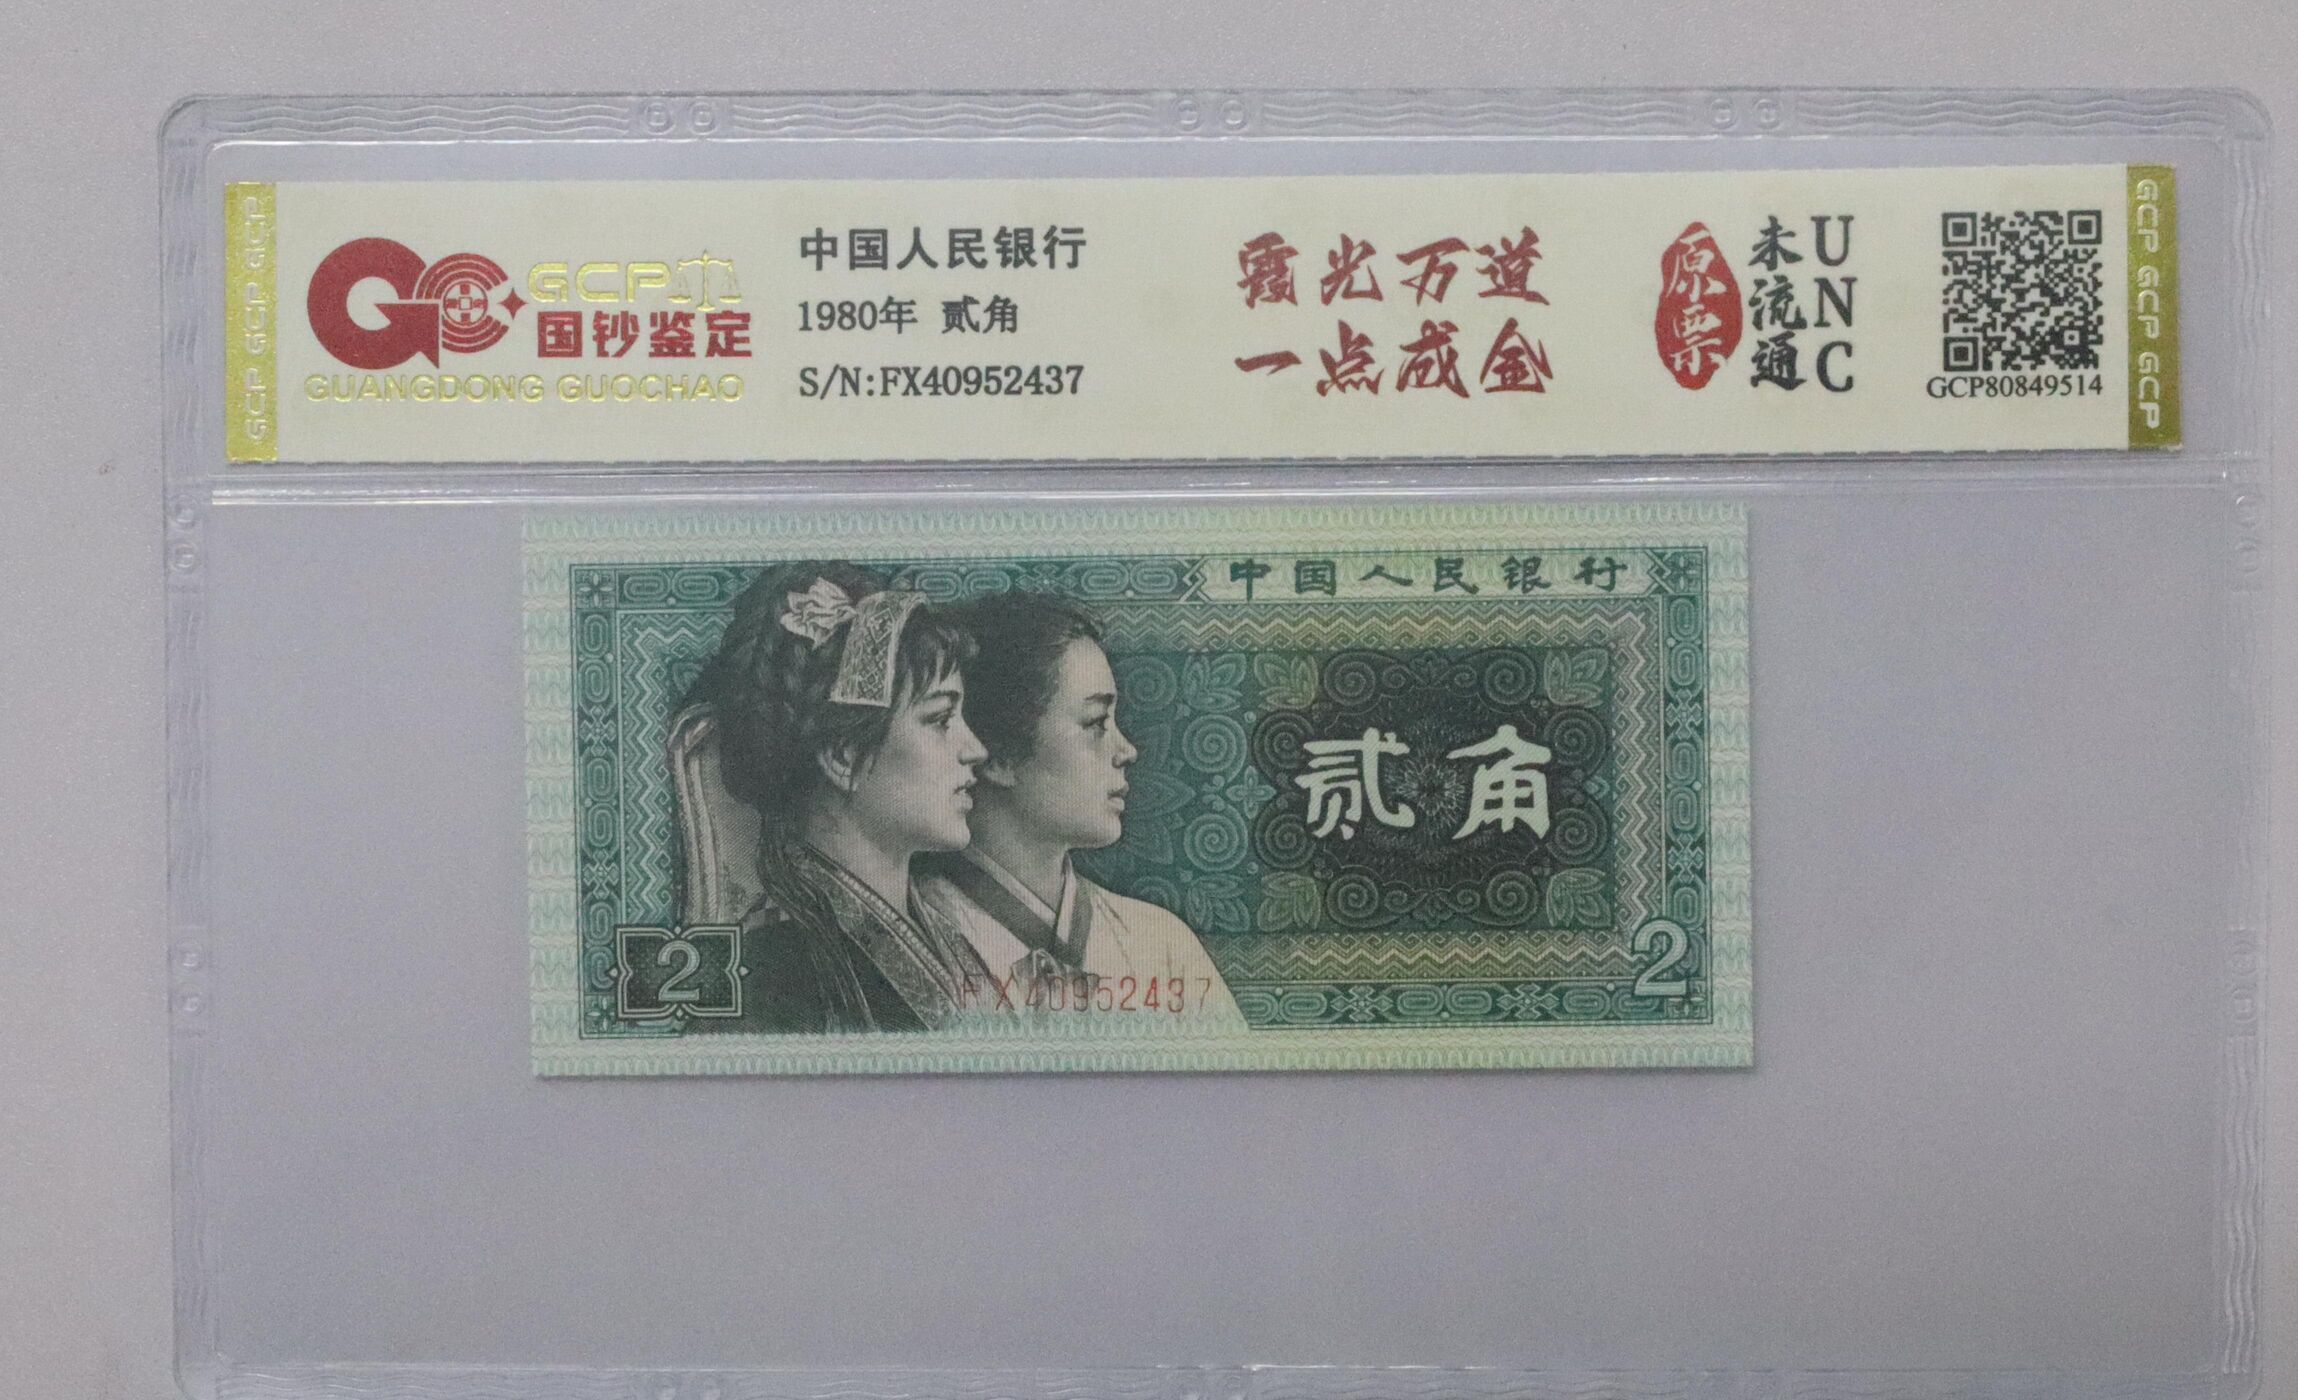 GCP GCP GCP
GCP
国钞鉴定
GUANGDONG GUOCHAO
中国人民银行
1980年 贰角
S/N:FX40952437
霞光万道
一点成金
原票
未流通
UNC
GCP80849514
GCP GCP GCP
中国人民银行
贰角
2
FX40952437
2